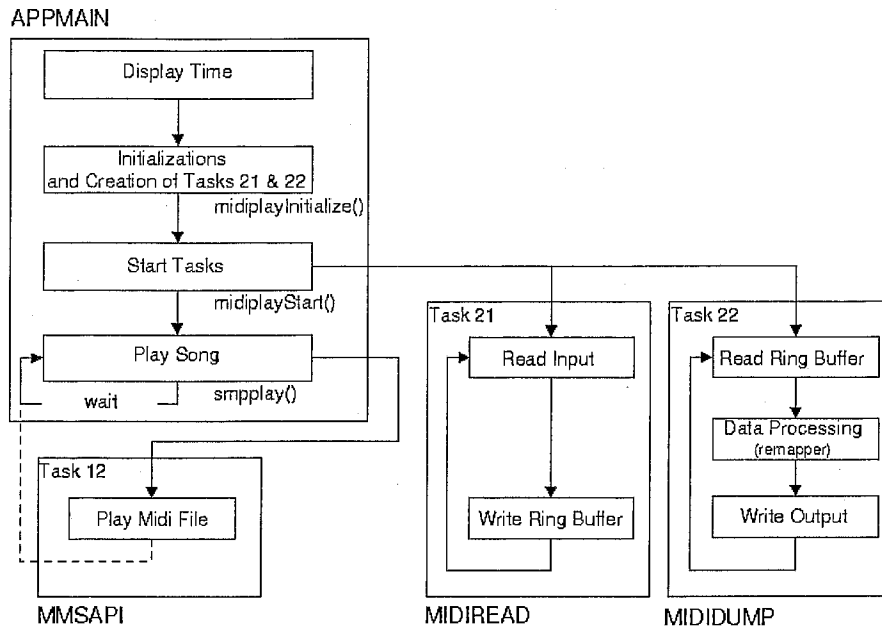 APPMAIN
Display Time
Initializations
and Creation of Tasks 21 & 22
midiplayInitialize()
Start Tasks
midiplayStart()
Play Song
smpplay()
wait
Task 12
Play Midi File
MMSAPI
Task 21
Read Input
Write Ring Buffer
MIDIREAD
Task 22
Read Ring Buffer
Data Processing
(remapper)
Write Output
MIDIDUMP